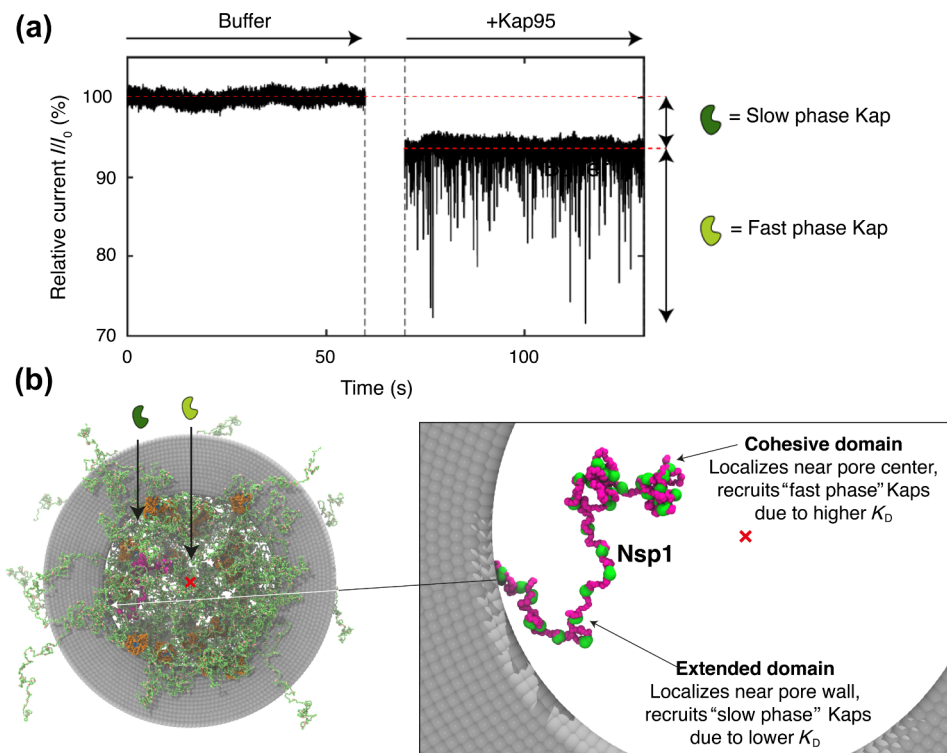 (a)
Buffer
+Kap95
Relative current I/I₀ (%)
100
90
80
70
0
50
100
Time (s)
= Slow phase Kap
= Fast phase Kap
(b)
Cohesive domain
Localizes near pore center,
recruits “fast phase” Kaps
due to higher K_D
Nsp1
Extended domain
Localizes near pore wall,
recruits “slow phase” Kaps
due to lower K_D